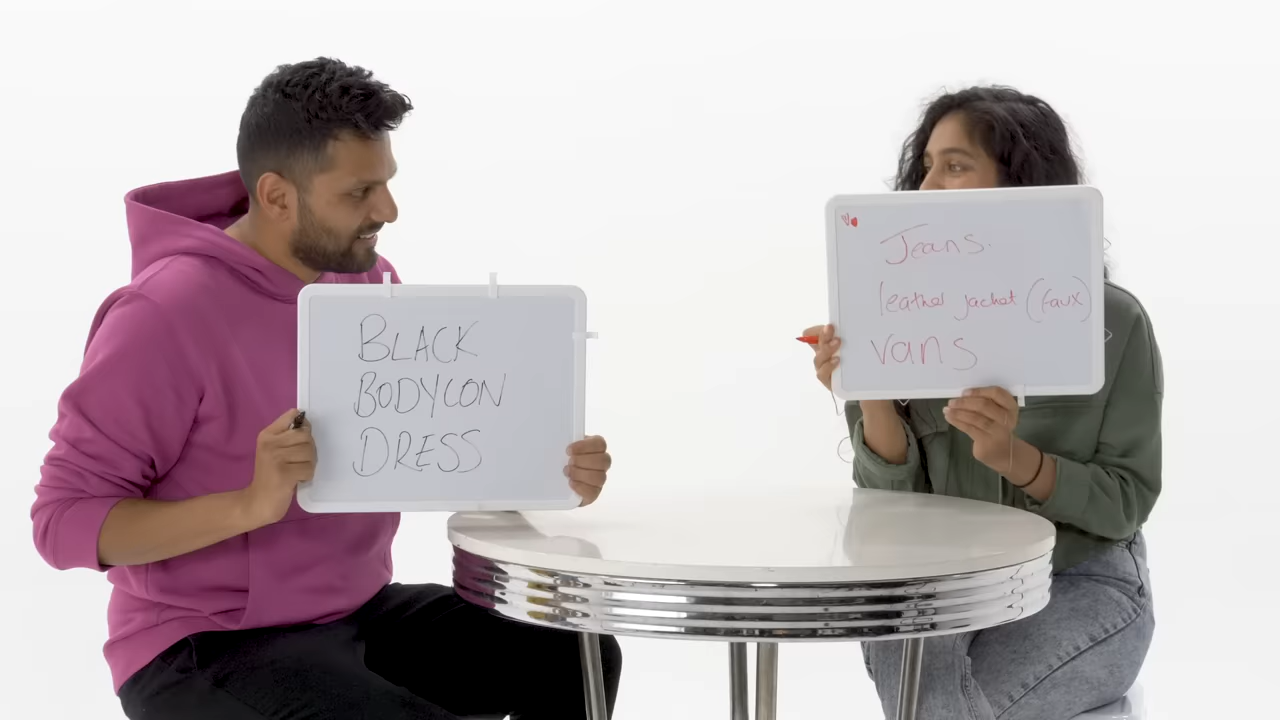 BLACK
BODYCON
DRESS
Jeans.
leather jacket (faux)
vans